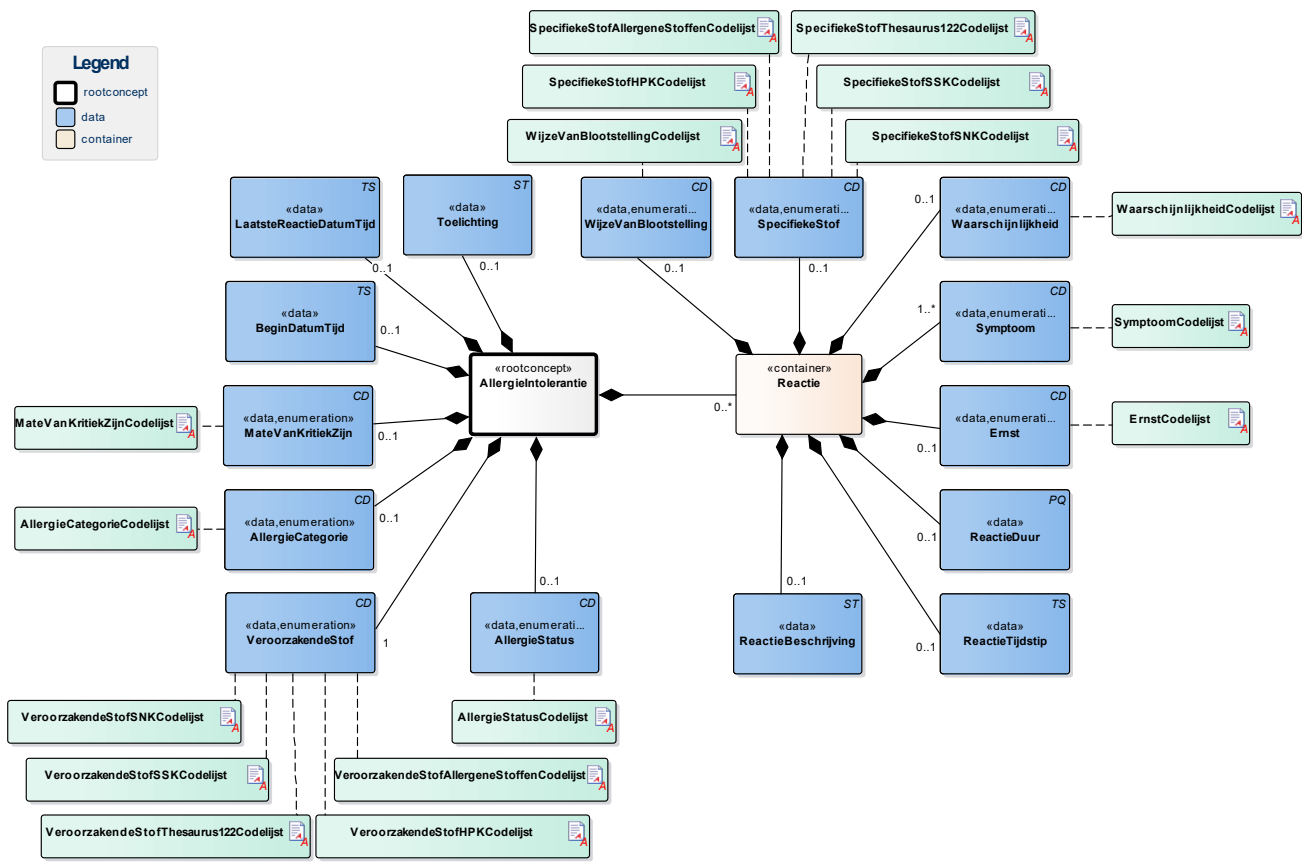 SpecifiekeStofAllergeneStoffenCodelijst
SpecifiekeStofThesaurus122Codelijst
Legend
rootconcept
data
container
SpecifiekeStofHPKCodelijst
SpecifiekeStofSSKCodelijst
WijzeVanBlootstellingCodelijst
SpecifiekeStofSNKCodelijst
TS
«data»
LaatsteReactieDatumTijd
0..1
ST
«data»
Toelichting
0..1
CD
«data,enumerati...
WijzeVanBlootstelling
0..1
CD
«data,enumerati...
SpecifiekeStof
0..1
CD
«data,enumerati...
Waarschijnlijkheid
0..1
WaarschijnlijkheidCodelijst
TS
«data»
BeginDatumTijd
0..1
CD
«data,enumerati...
Symptoom
1..*
SymptoomCodelijst
«rootconcept»
AllergieIntolerantie
«container»
Reactie
0..*
MateVanKritiekZijnCodelijst
CD
«data,enumeration»
MateVanKritiekZijn
0..1
CD
«data,enumerati...
Ernst
0..1
ErnstCodelijst
AllergieCategorieCodelijst
CD
«data,enumeration»
AllergieCategorie
0..1
PQ
«data»
ReactieDuur
0..1
CD
«data,enumeration»
VeroorzakendeStof
1
CD
«data,enumerati...
AllergieStatus
0..1
ST
«data»
ReactieBeschrijving
0..1
TS
«data»
ReactieTijdstip
0..1
VeroorzakendeStofSNKCodelijst
AllergieStatusCodelijst
VeroorzakendeStofSSKCodelijst
VeroorzakendeStofAllergeneStoffenCodelijst
VeroorzakendeStofThesaurus122Codelijst
VeroorzakendeStofHPKCodelijst